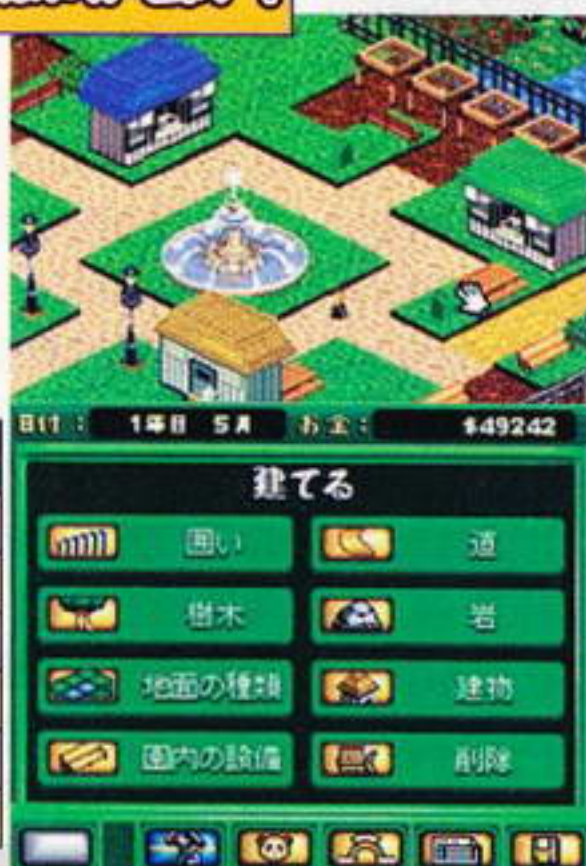 日付： 1年目 5月 お金： $49242
建てる
囲い 道
樹木 岩
地面の種類 建物
園内の設備 削除